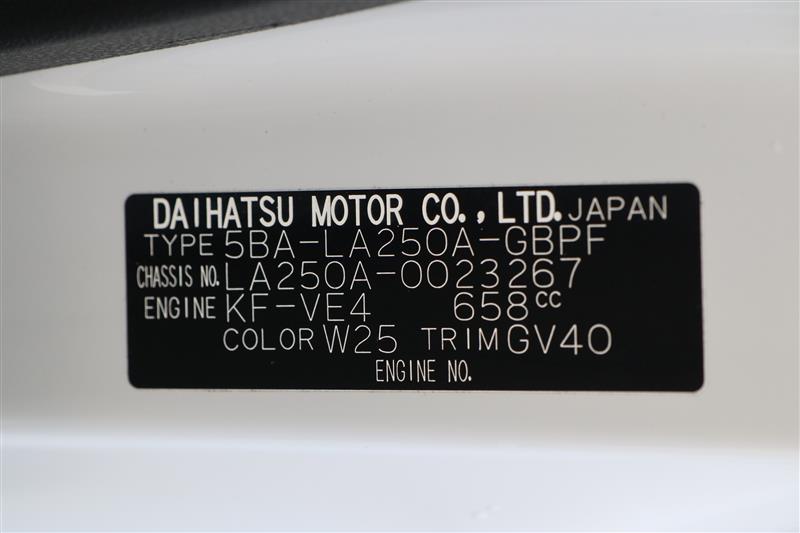 DAIHATSU MOTOR CO., LTD. JAPAN
TYPE 5BA-LA250A-GBPF
CHASSIS NO. LA250A-0023267
ENGINE KF-VE4 658cc
COLOR W25 TRIM GV40
ENGINE NO.